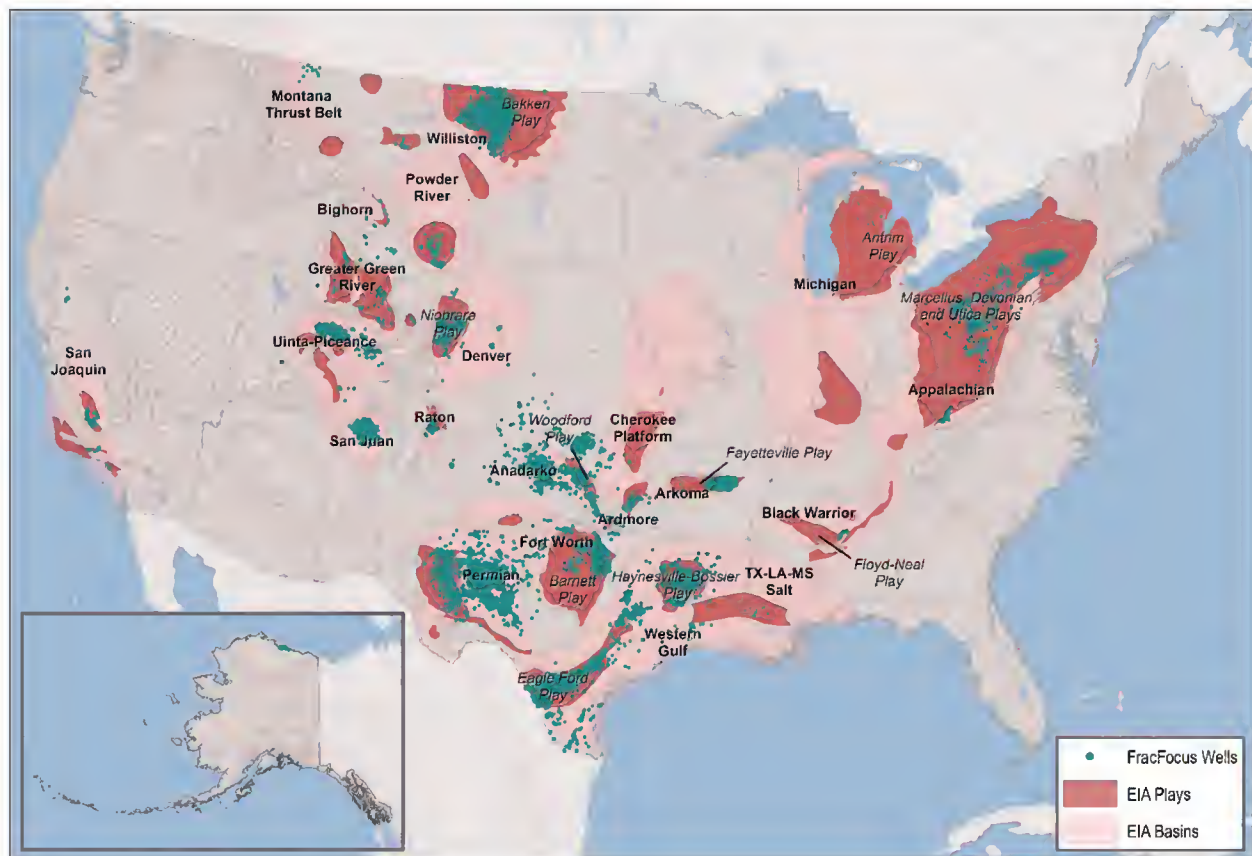 Montana
Thrust Belt
Bakken
Play
Williston
Powder
River
Bighorn
Antrim
Play
Greater Green
River
Michigan
Marcellus, Devonian,
and Utica Plays
Niobrara
Play
Uinta-Piceance
Denver
San
Joaquin
Appalachian
Raton
San Juan
Woodford
Play
Cherokee
Platform
Fayetteville Play
Anadarko
Arkoma
Ardmore
Black Warrior
Fort Worth
Floyd-Neal
Play
Permian
Barnett
Play
Haynesville-Bossier
Play
TX-LA-MS
Salt
Western
Gulf
Eagle Ford
Play
FracFocus Wells
EIA Plays
EIA Basins